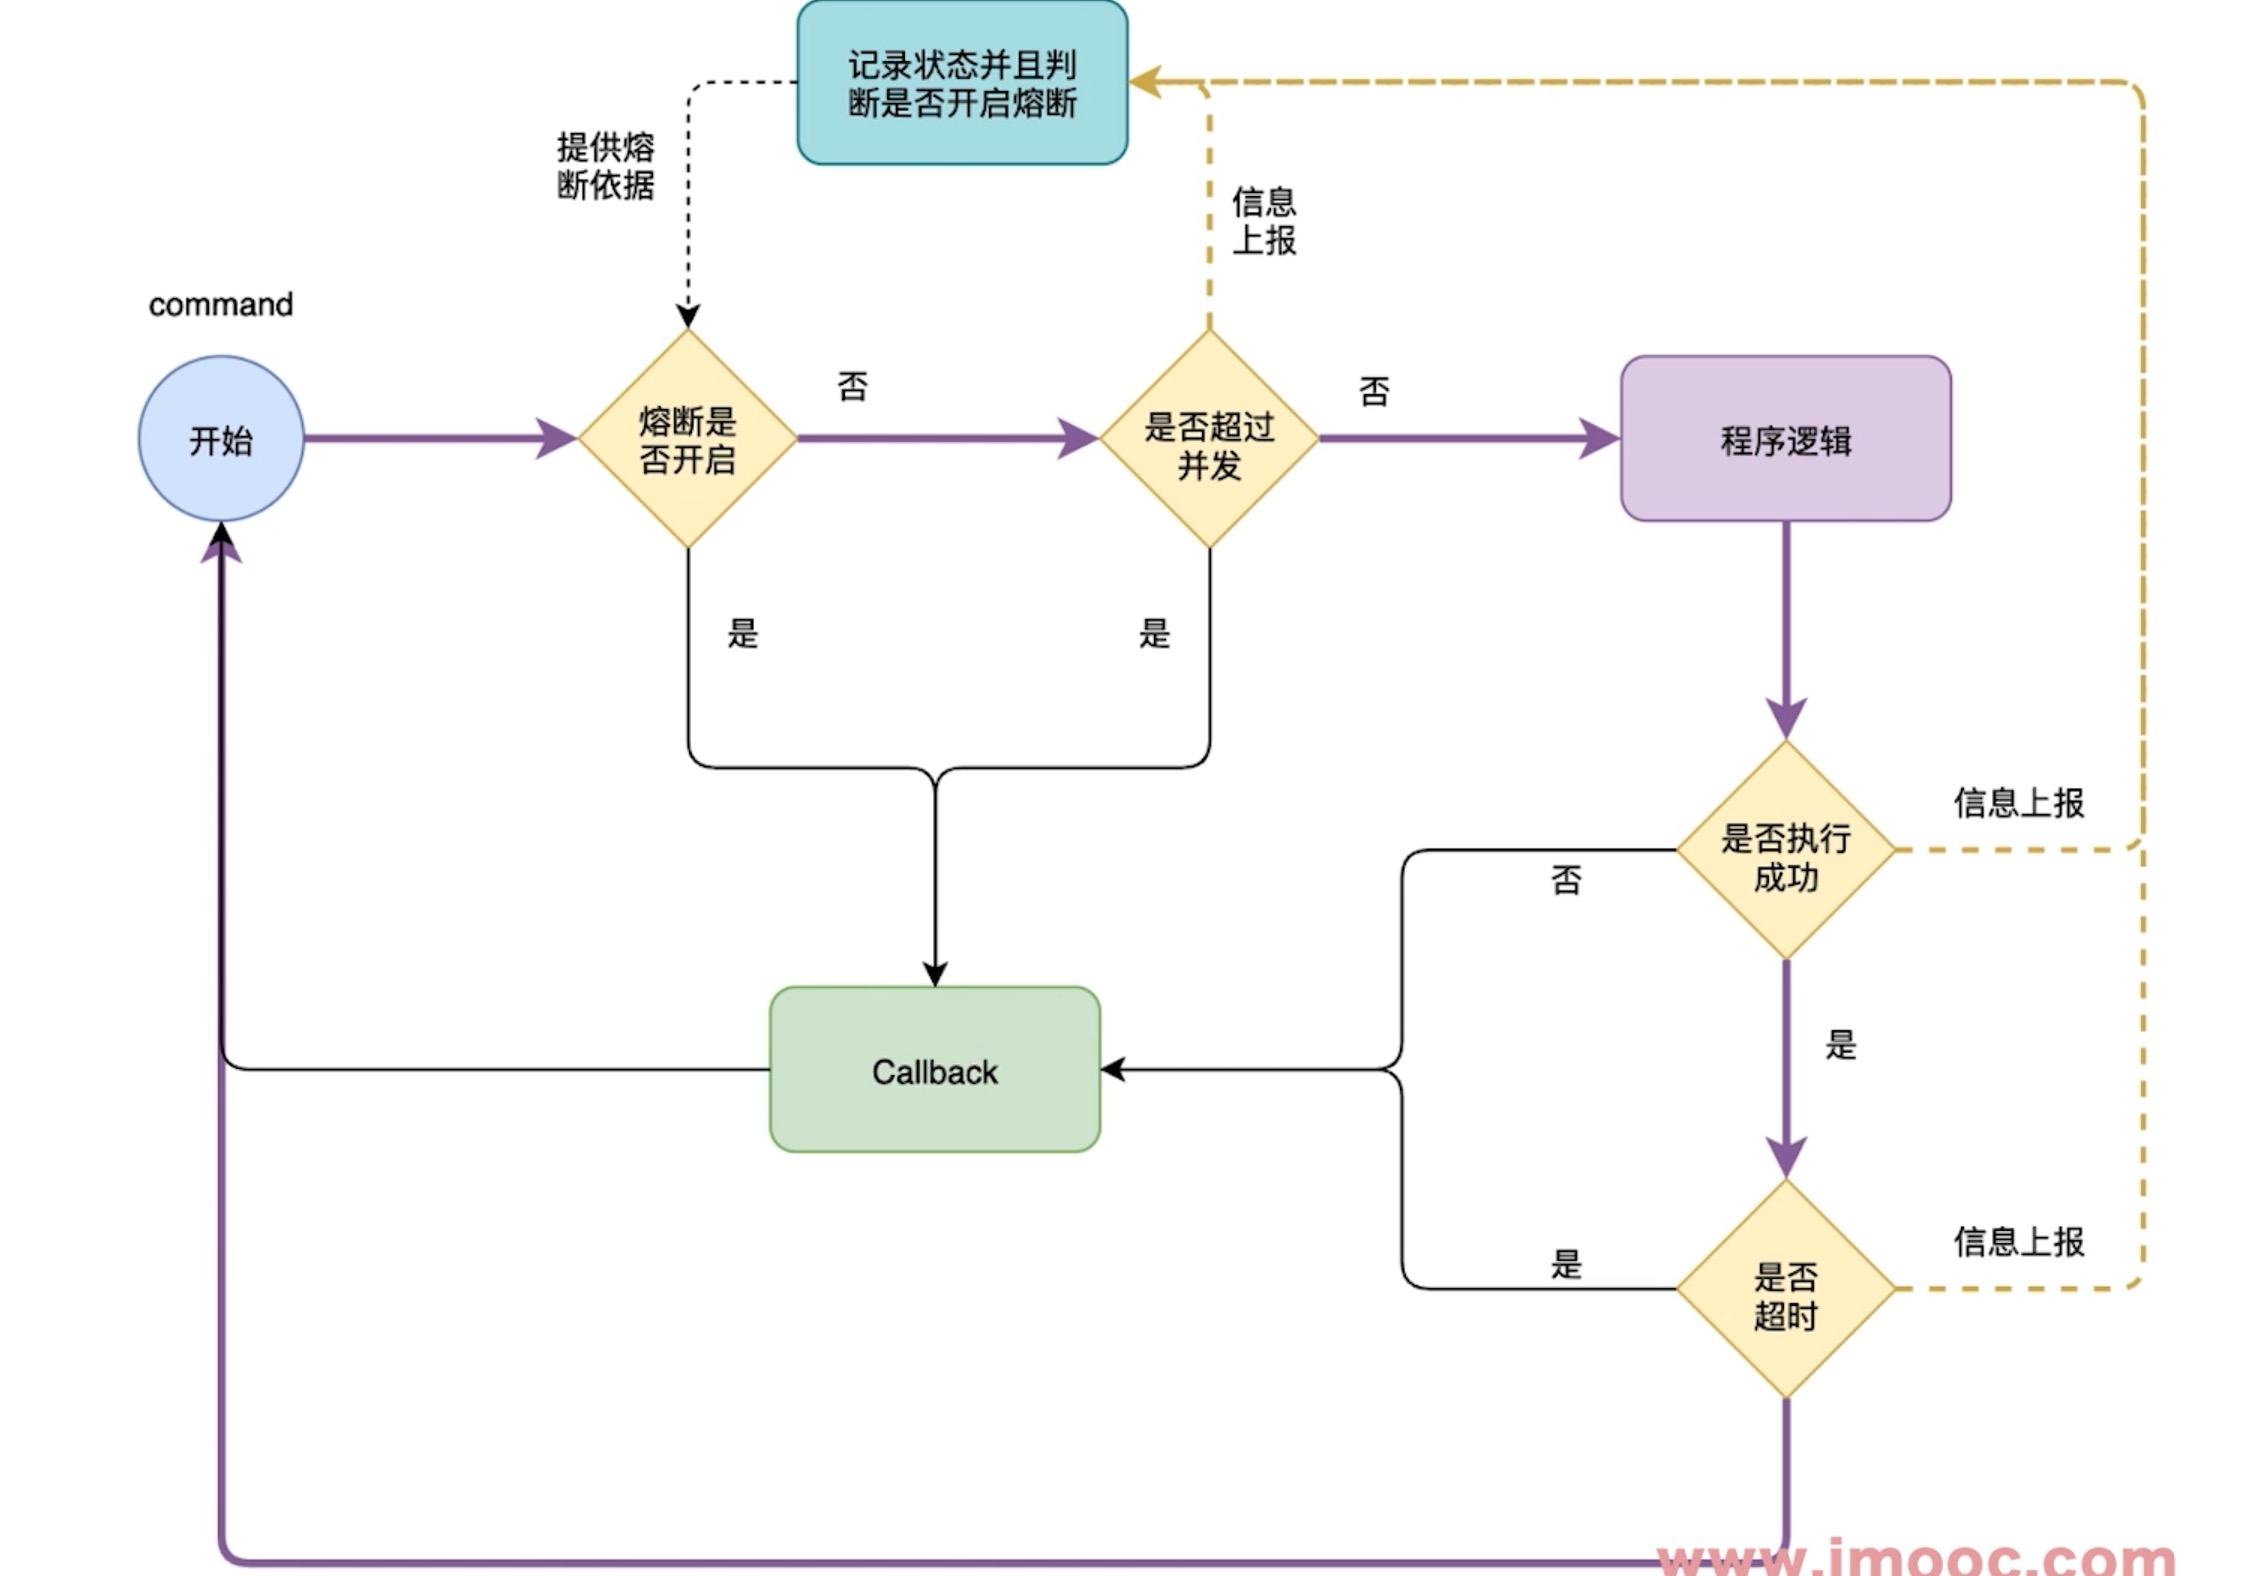 记录状态并且判
断是否开启熔断
提供熔
断依据
信息
上报
command
开始
熔断是
否开启
否
是否超过
并发
否
程序逻辑
是
是
是否执行
成功
信息上报
否
是
Callback
信息上报
是
是否
超时
www.imooc.com